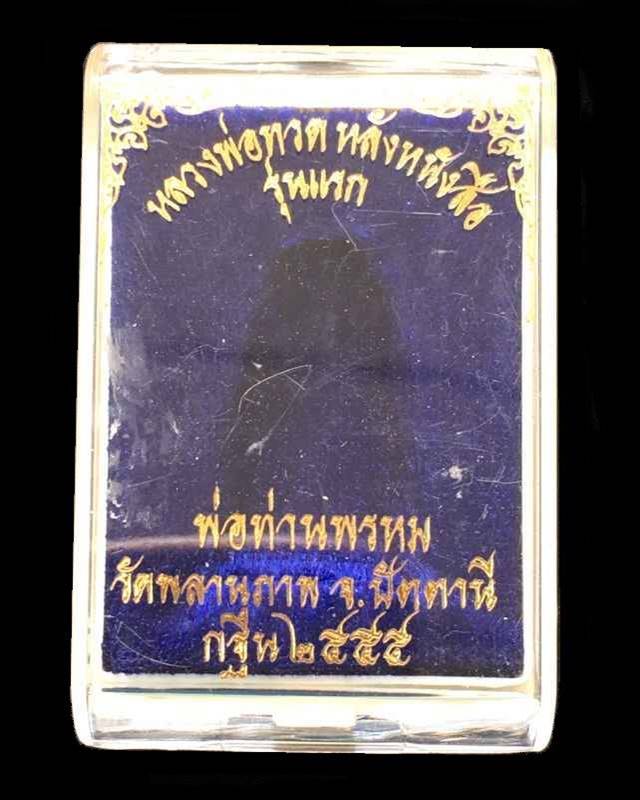 หลวงพ่อทวด หลังหนังสือ
รุ่นแรก
พ่อท่านพรหม
วัดพลานุภาพ จ.ปัตตานี
กฐิน ๒๕๕๕